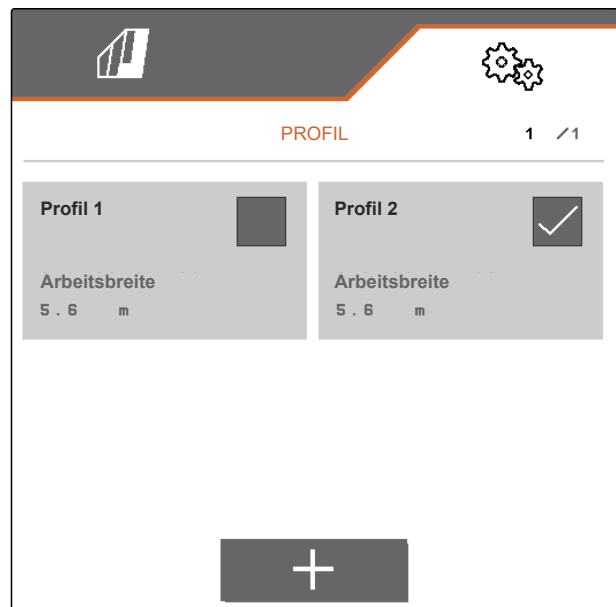 PROFIL 1 /1
Profil 1 Profil 2
Arbeitsbreite Arbeitsbreite
5.6 m 5.6 m
+